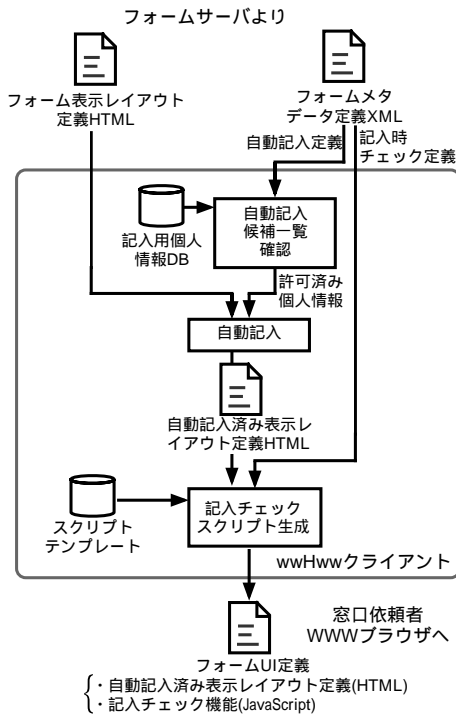 フォームサーバより
フォーム表示レイアウト
定義HTML
フォームメタ
データ定義XML
自動記入定義
記入時
チェック定義
記入用個人
情報DB
自動記入
候補一覧
確認
許可済み
個人情報
自動記入
自動記入済み表示レ
イアウト定義HTML
スクリプト
テンプレート
記入チェック
スクリプト生成
wwHwwクライアント
窓口依頼者
WWWブラウザへ
フォームUI定義
・自動記入済み表示レイアウト定義(HTML)
・記入チェック機能(JavaScript)